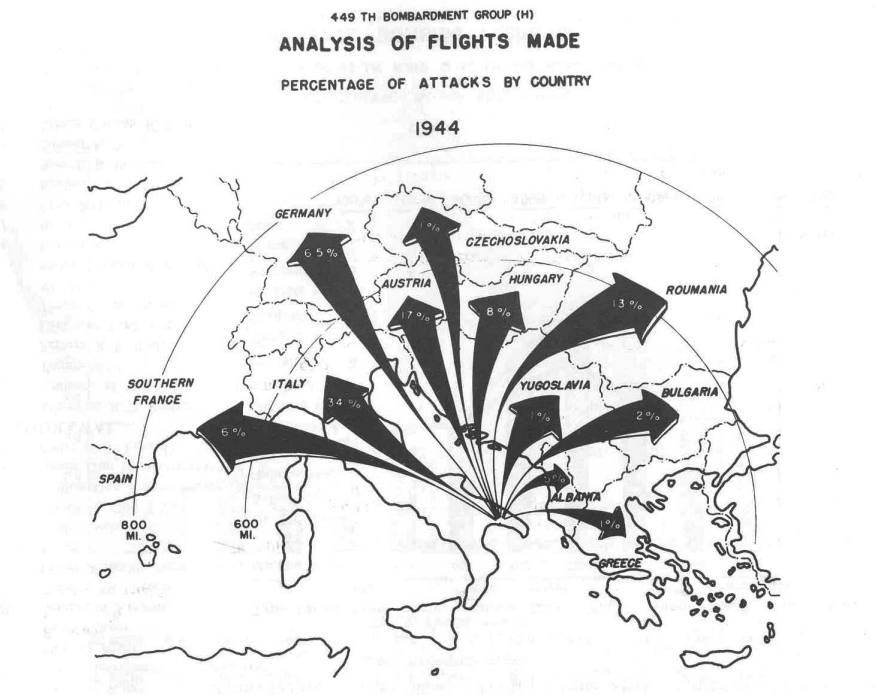 449 TH BOMBARDMENT GROUP (H)
ANALYSIS OF FLIGHTS MADE
PERCENTAGE OF ATTACKS BY COUNTRY
1944
GERMANY
65%
1%
CZECHOSLOVAKIA
AUSTRIA
17%
HUNGARY
8%
ROUMANIA
13%
SOUTHERN
FRANCE
6%
ITALY
34%
YUGOSLAVIA
1%
BULGARIA
2%
SPAIN
5%
ALBANIA
1%
GREECE
800
MI.
600
MI.